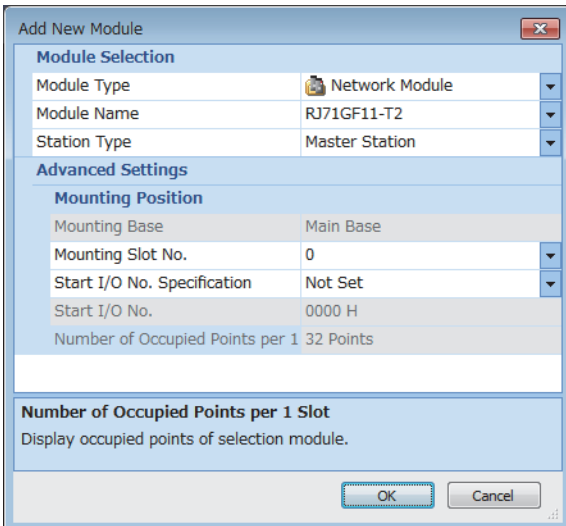 Add New Module
Module Selection
Module Type Network Module
Module Name RJ71GF11-T2
Station Type Master Station
Advanced Settings
Mounting Position
Mounting Base Main Base
Mounting Slot No. 0
Start I/O No. Specification Not Set
Start I/O No. 0000 H
Number of Occupied Points per 1 32 Points
Number of Occupied Points per 1 Slot
Display occupied points of selection module.
OK Cancel